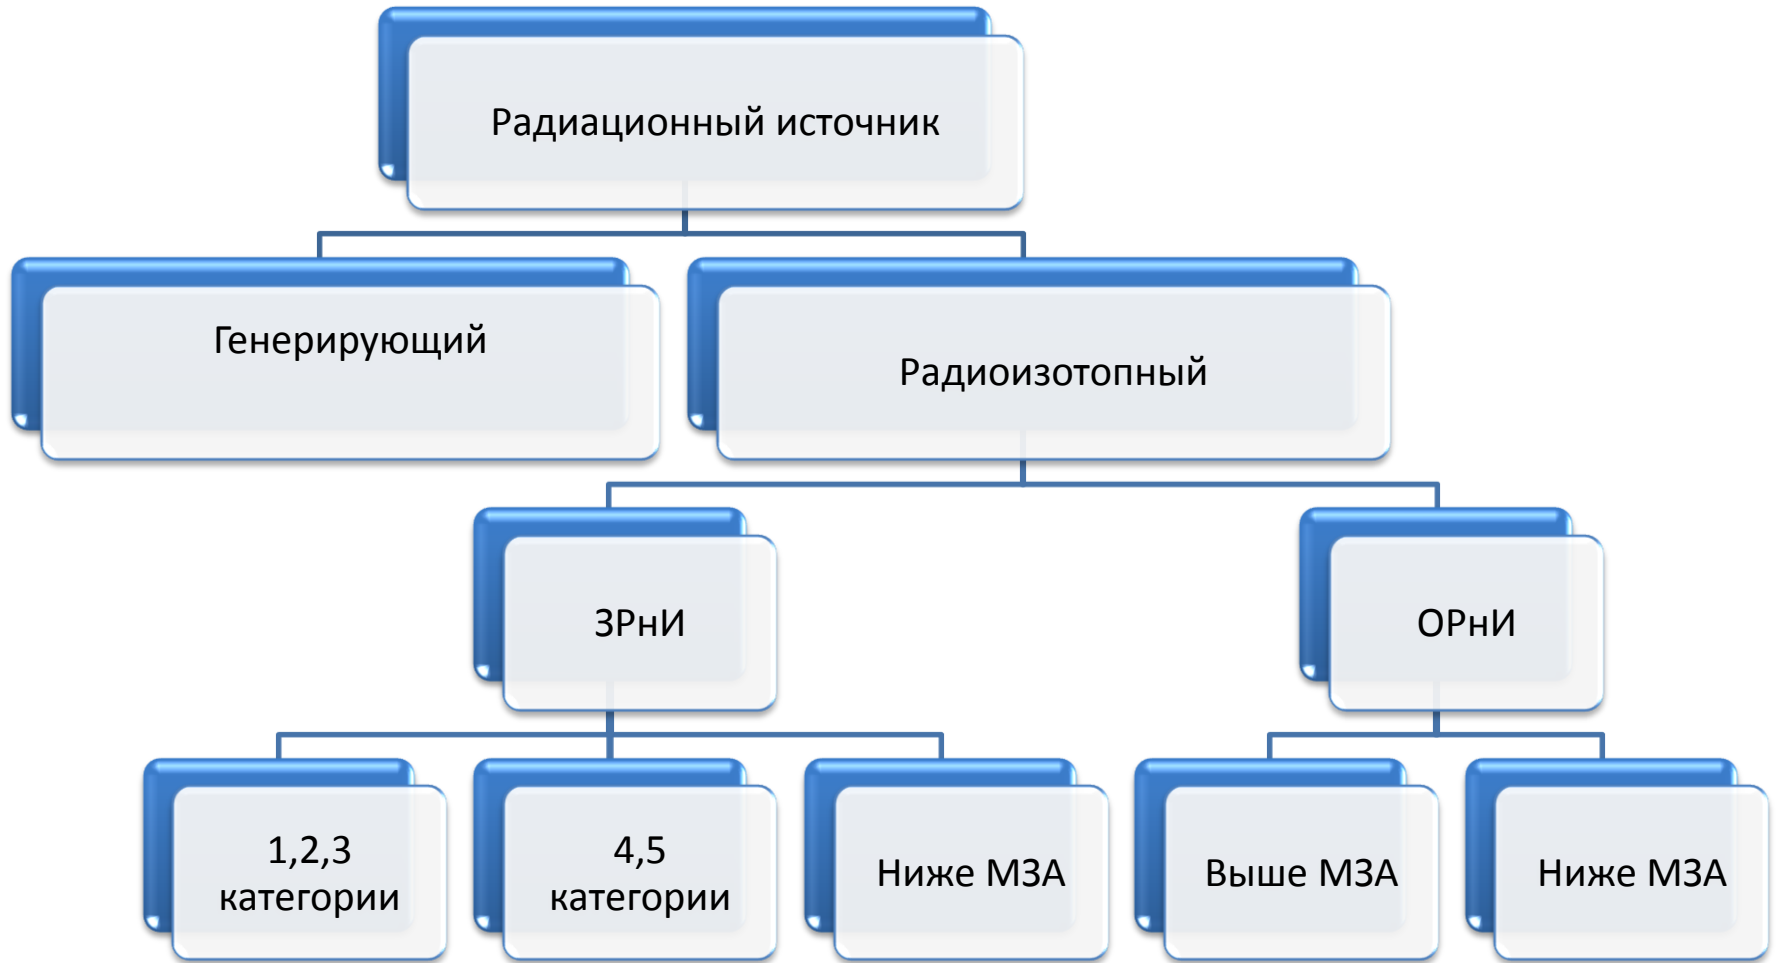 Радиационный источник
Генерирующий
Радиоизотопный
ЗРнИ
ОРнИ
1,2,3
категории
4,5
категории
Ниже МЗА
Выше МЗА
Ниже МЗА